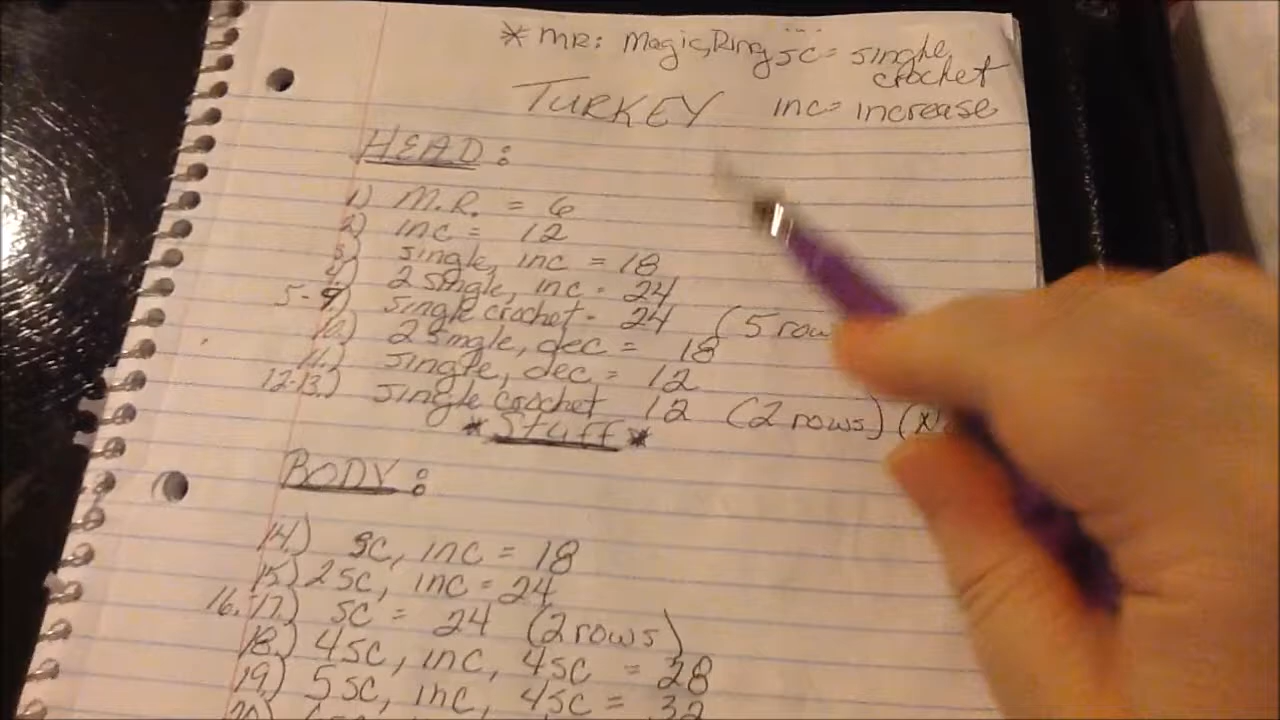 * MR: Magic Ring sc= single crochet
TURKEY inc= increase
HEAD:
1) M.R. = 6
2) inc = 12
3) single, inc = 18
4) 2 single, inc = 24
5-9) single crochet = 24 (5 row
10.) 2 single, dec = 18
11.) single, dec = 12
12-13.) single crochet 12 (2 rows)
*Stuff*
BODY:
14.) sc, inc = 18
15.) 2sc, inc = 24
16.-17.) sc = 24 (2 rows)
18.) 4sc, inc, 4sc = 28
19.) 5sc, inc, 4sc = 32
20.)